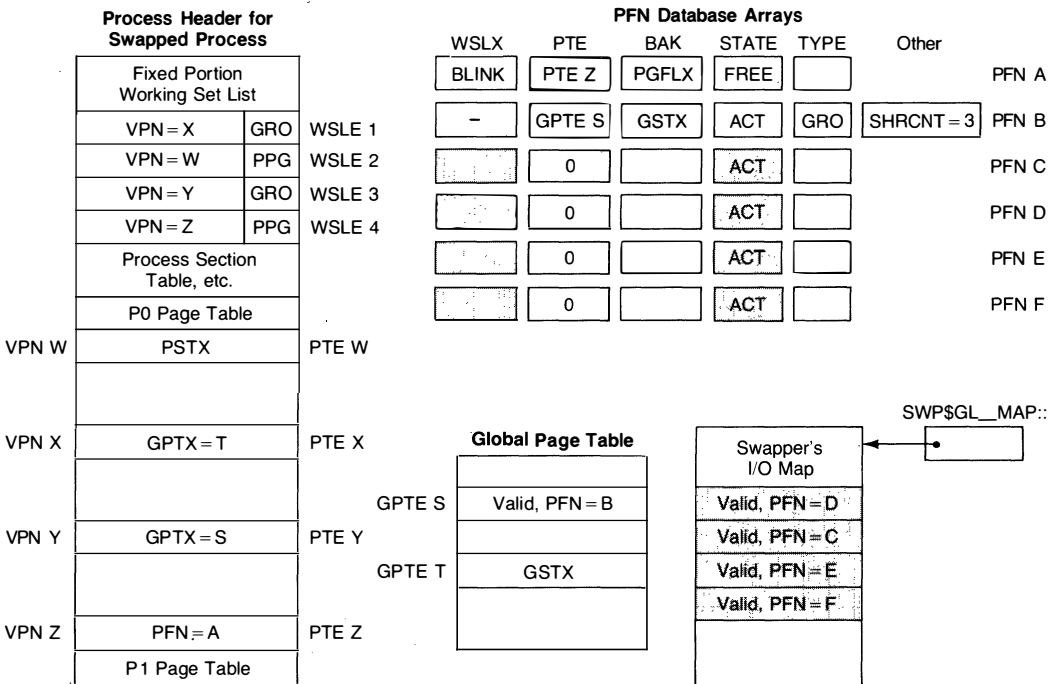 Process Header for
Swapped Process
Fixed Portion
Working Set List
VPN = X GRO WSLE 1
VPN = W PPG WSLE 2
VPN = Y GRO WSLE 3
VPN = Z PPG WSLE 4
Process Section
Table, etc.
P0 Page Table
VPN W PSTX PTE W
VPN X GPTX = T PTE X
VPN Y GPTX = S PTE Y
VPN Z PFN = A PTE Z
P1 Page Table
PFN Database Arrays
WSLX PTE BAK STATE TYPE Other
BLINK PTE Z PGFLX FREE PFN A
– GPTE S GSTX ACT GRO SHRCNT = 3 PFN B
0 ACT PFN C
0 ACT PFN D
0 ACT PFN E
0 ACT PFN F
Global Page Table
GPTE S Valid, PFN = B
GPTE T GSTX
SWP$GL__MAP::
Swapper's
I/O Map
Valid, PFN = D
Valid, PFN = C
Valid, PFN = E
Valid, PFN = F